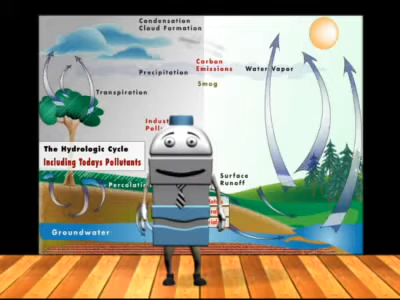 Condensation
Cloud Formation
Carbon
Emissions
Precipitation
Water Vapor
Smog
Transpiration
The Hydrologic Cycle
Including Todays Pollutants
Surface
Runoff
Groundwater